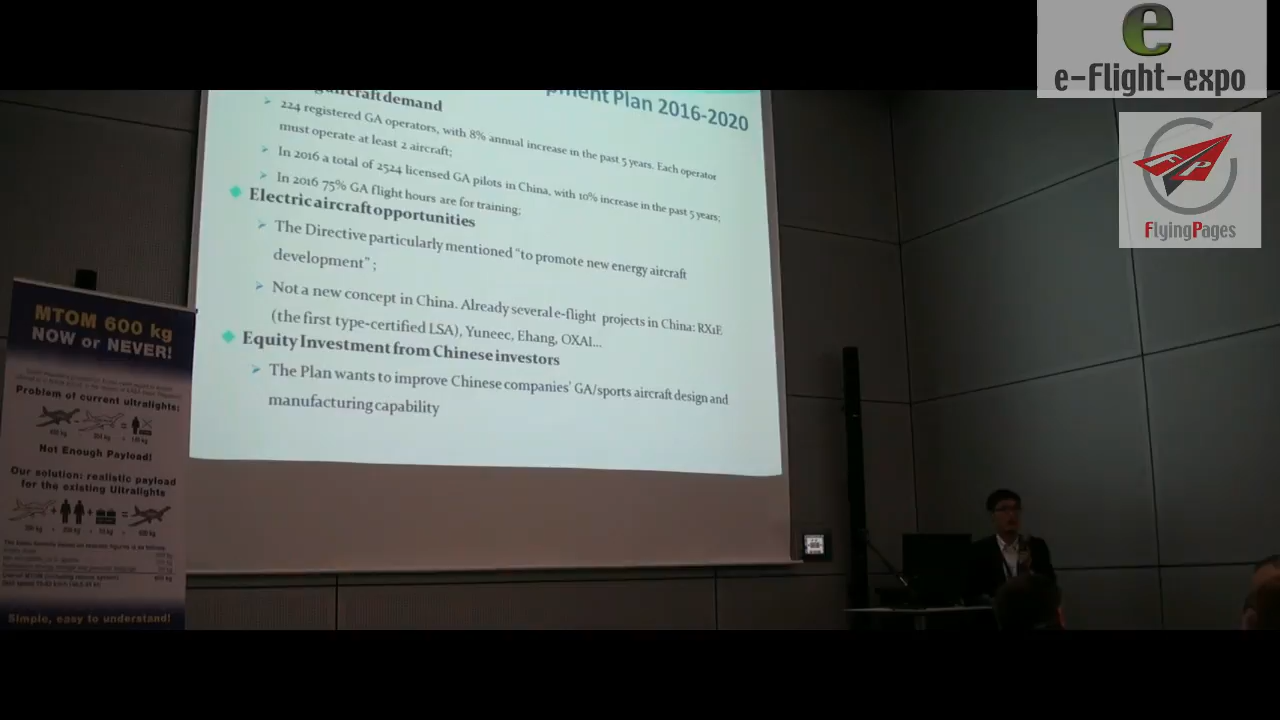 e
e-flight-expo
FP
FlyingPages
craft demand
pment Plan 2016-2020
224 registered GA operators, with 8% annual increase in the past 5 years. Each operator
must operate at least 2 aircraft;
In 2016 a total of 2524 licensed GA pilots in China, with 10% increase in the past 5 years;
In 2016 75% GA flight hours are for training;
Electric aircraft opportunities
The Directive particularly mentioned "to promote new energy aircraft
development" ;
Not a new concept in China. Already several e-flight projects in China: RX1E
(the first type-certified LSA), Yuneec, Ehang, OXAI...
Equity Investment from Chinese investors
The Plan wants to improve Chinese companies' GA/sports aircraft design and
manufacturing capability
MTOM 600 kg
NOW or NEVER!
Problem of current ultralights:
Not Enough Payload!
Our solution: realistic payload
for the existing Ultralights
Simple, easy to understand!